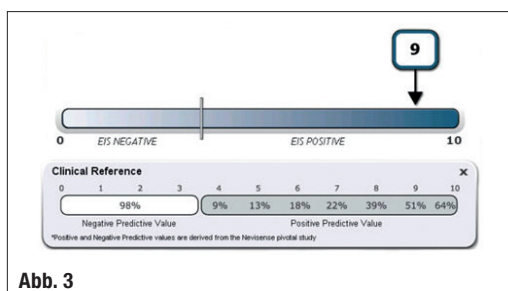 9
0 EIS NEGATIVE EIS POSITIVE 10
Clinical Reference x
0 1 2 3 4 5 6 7 8 9 10
98% 9% 13% 18% 22% 39% 51% 64%
Negative Predictive Value Positive Predictive Value
*Positive and Negative Predictive values are derived from the Nevisense pivotal study
Abb. 3